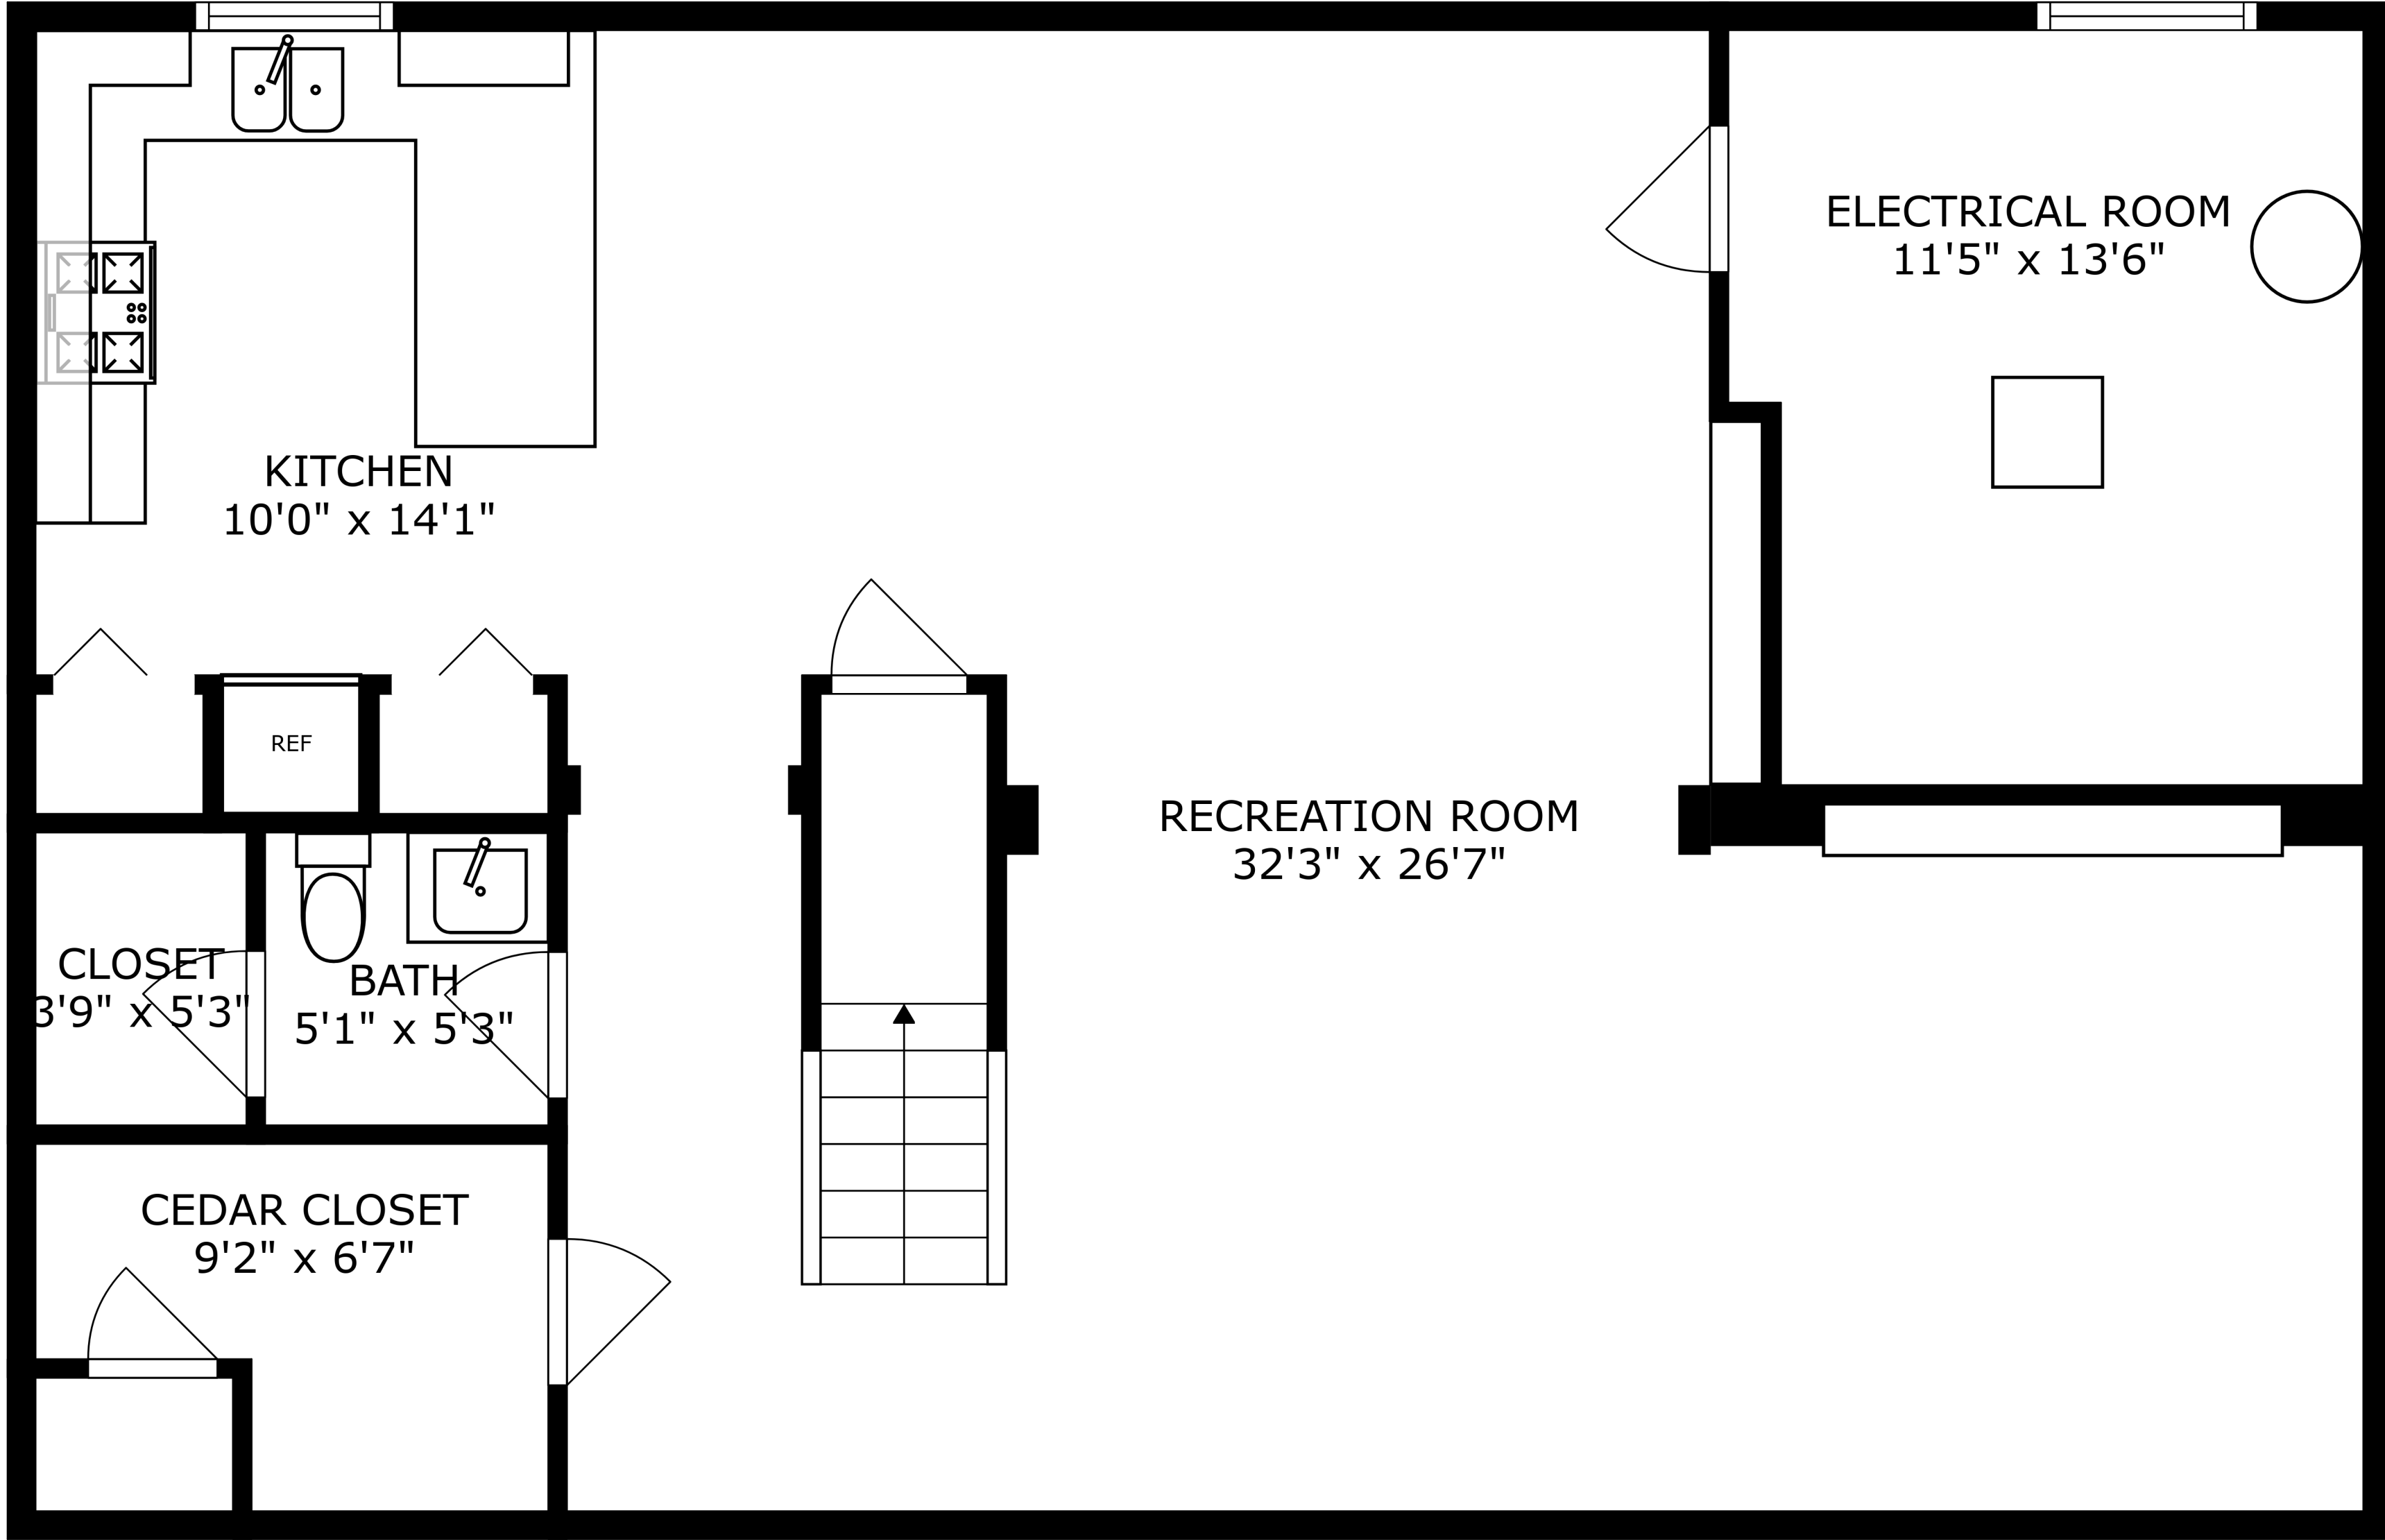 ELECTRICAL ROOM
11'5" x 13'6"
KITCHEN
10'0" x 14'1"
REF
RECREATION ROOM
32'3" x 26'7"
CLOSET
3'9" x 5'3"
BATH
5'1" x 5'3"
CEDAR CLOSET
9'2" x 6'7"